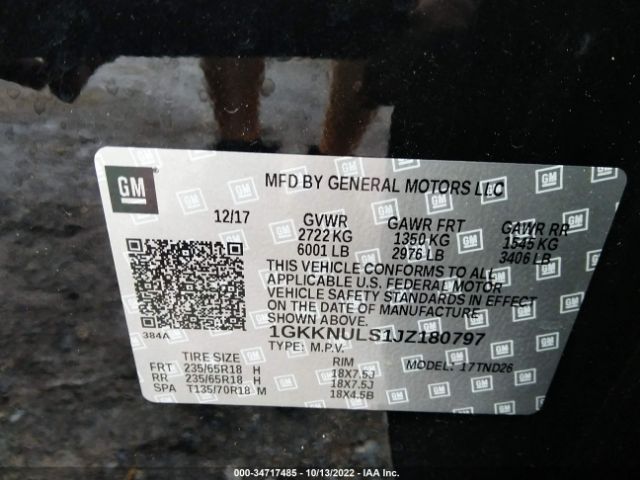 GM
MFD BY GENERAL MOTORS LLC
12/17 GVWR GAWR FRT GAWR RR
2722 KG 1350 KG 1545 KG
6001 LB 2976 LB 3406 LB
THIS VEHICLE CONFORMS TO ALL
APPLICABLE U.S. FEDERAL MOTOR
VEHICLE SAFETY STANDARDS IN EFFECT
ON THE DATE OF MANUFACTURE
SHOWN ABOVE.
384A 1GKKNULS1JZ180797
TYPE: M.P.V. MODEL: 17TND26
TIRE SIZE RIM
FRT 235/65R18 H 18X7.5J
RR 235/65R18 H 18X7.5J
SPA T135/70R18 M 18X4.5B
000-34717485 | 10/13/2022 | IAA Inc.